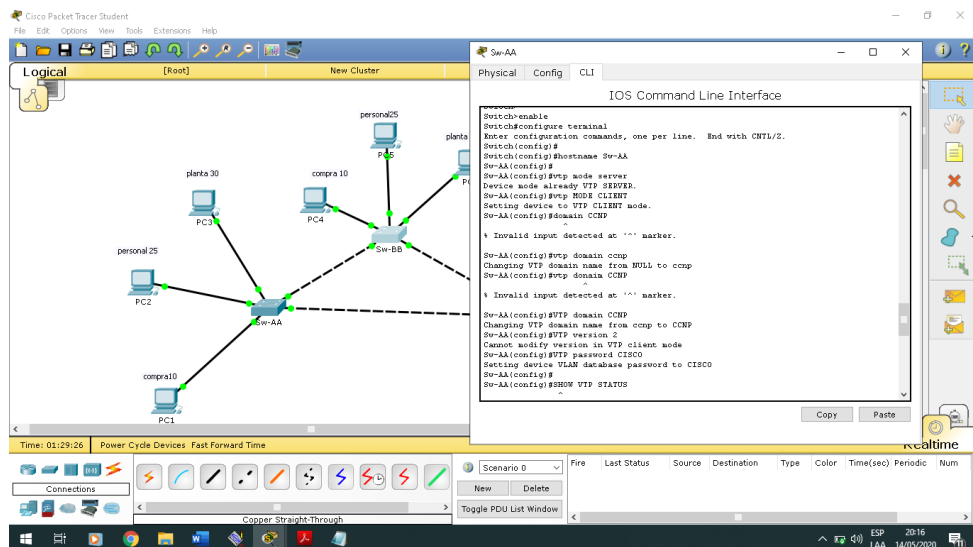 Cisco Packet Tracer Student
File Edit Options View Tools Extensions Help
Logical
[Root]
New Cluster
personal25
planta
PC5
planta 30
compra 10
PC3
PC4
Sw-BB
personal 25
PC2
Sw-AA
compra10
PC1
Sw-AA
Physical Config CLI
IOS Command Line Interface
Switch>enable
Switch#configure terminal
Enter configuration commands, one per line. End with CNTL/Z.
Switch(config)#
Switch(config)#hostname Sw-AA
Sw-AA(config)#
Sw-AA(config)#vtp mode server
Device mode already VTP SERVER.
Sw-AA(config)#vtp MODE CLIENT
Setting device to VTP CLIENT mode.
Sw-AA(config)#domain CCNP
^
% Invalid input detected at '^' marker.
Sw-AA(config)#vtp domain ccnp
Changing VTP domain name from NULL to ccnp
Sw-AA(config)#vtp donain CCNP
^
% Invalid input detected at '^' marker.
Sw-AA(config)#VTP domain CCNP
Changing VTP domain name from ccnp to CCNP
Sw-AA(config)#VTP version 2
Cannot modify version in VTP client mode
Sw-AA(config)#VTP password CISCO
Setting device VLAN database password to CISCO
Sw-AA(config)#
Sw-AA(config)#SHOW VTP STATUS
^
Copy Paste
Time: 01:29:26 Power Cycle Devices Fast Forward Time
Realtime
Connections
Copper Straight-Through
Scenario 0
New Delete
Toggle PDU List Window
Fire Last Status Source Destination Type Color Time(sec) Periodic Num
ESP
LAA
20:16
14/05/2020